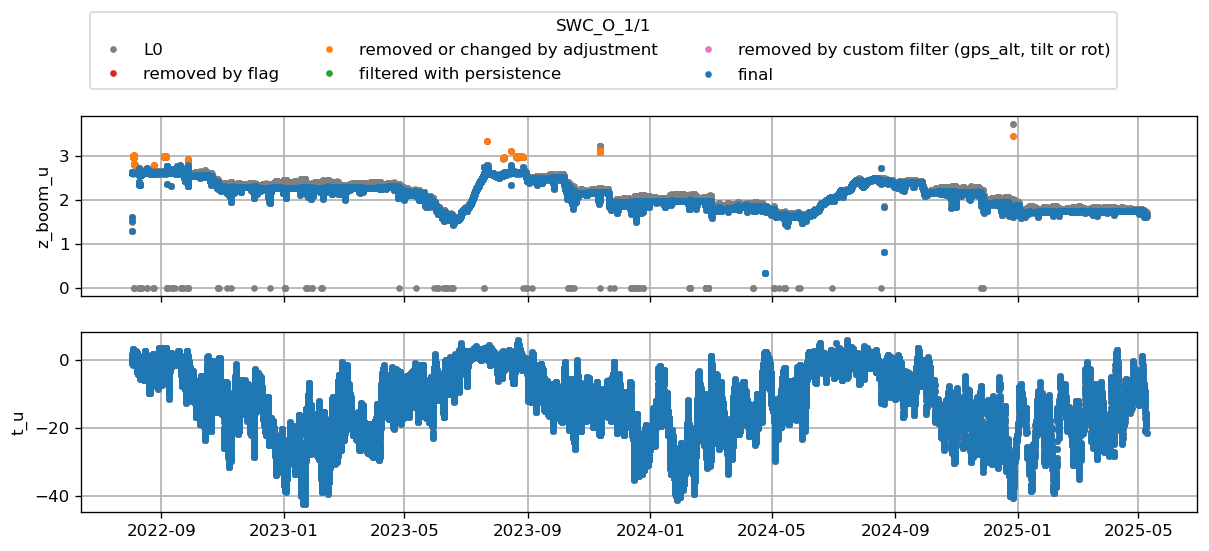 SWC_O_1/1
L0
removed by flag
removed or changed by adjustment
filtered with persistence
removed by custom filter (gps_alt, tilt or rot)
final
z_boom_u
3
2
1
0
t_u
0
−20
−40
2022-09 2023-01 2023-05 2023-09 2024-01 2024-05 2024-09 2025-01 2025-05